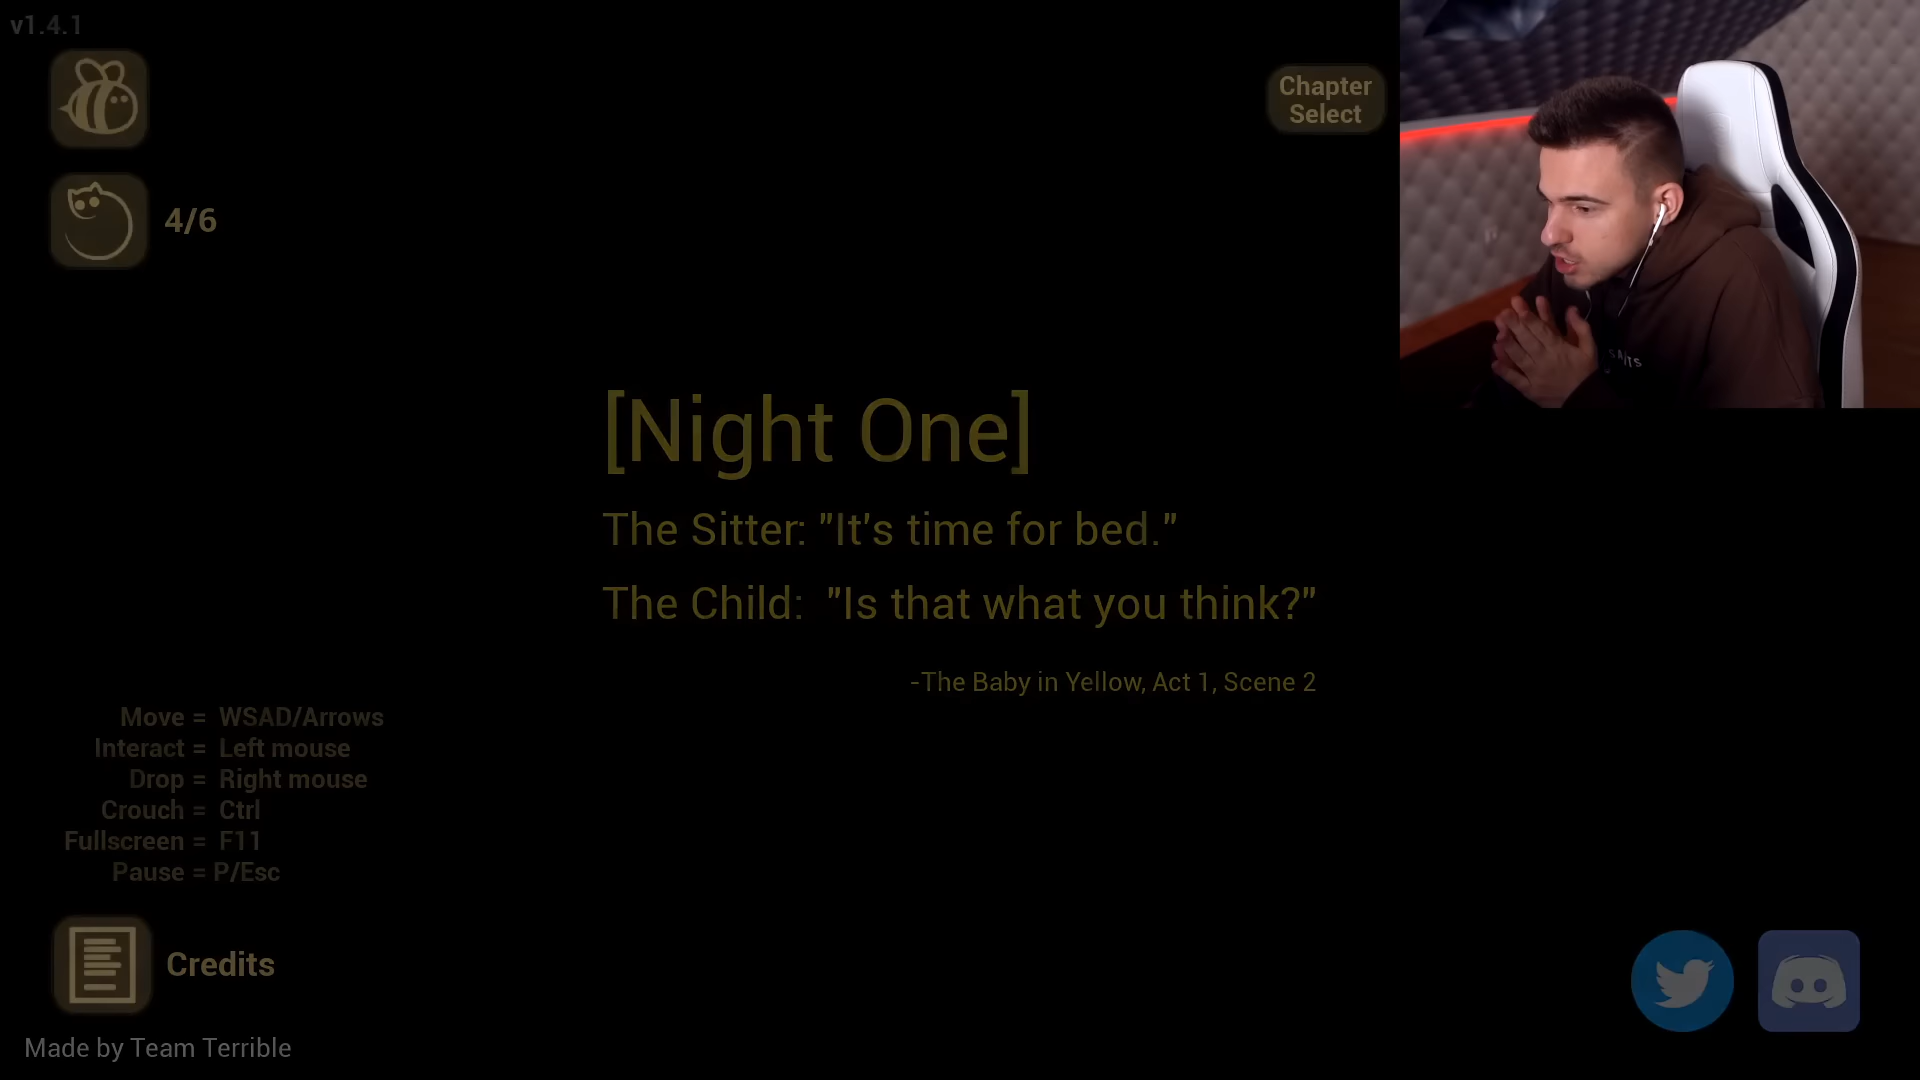 v1.4.1
Chapter
Select
4/6
[Night One]
The Sitter: "It's time for bed."
The Child:  "Is that what you think?"
-The Baby in Yellow, Act 1, Scene 2
Move = WSAD/Arrows
Interact = Left mouse
Drop = Right mouse
Crouch = Ctrl
Fullscreen = F11
Pause = P/Esc
Credits
Made by Team Terrible